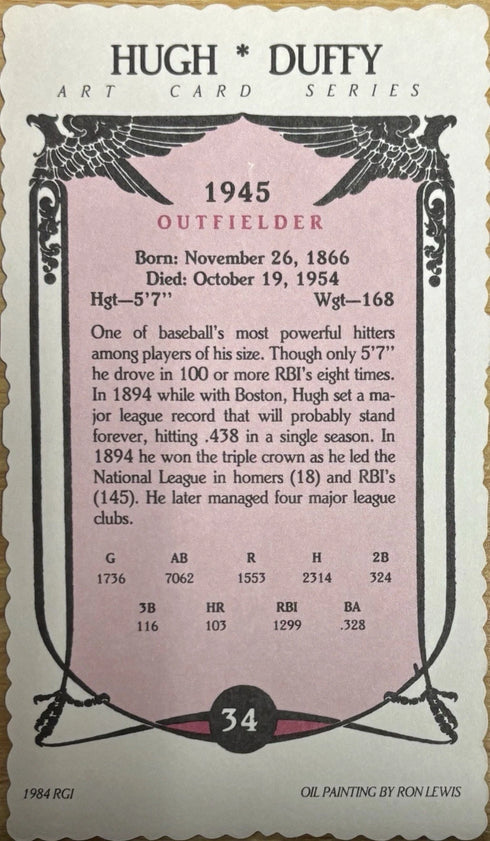 HUGH * DUFFY
ART CARD SERIES
1945
OUTFIELDER
Born: November 26, 1866
Died: October 19, 1954
Hgt—5'7" Wgt—168
One of baseball's most powerful hitters
among players of his size. Though only 5'7"
he drove in 100 or more RBI's eight times.
In 1894 while with Boston, Hugh set a ma-
jor league record that will probably stand
forever, hitting .438 in a single season. In
1894 he won the triple crown as he led the
National League in homers (18) and RBI's
(145). He later managed four major league
clubs.
G AB R H 2B
1736 7062 1553 2314 324
3B HR RBI BA
116 103 1299 .328
34
1984 RGI OIL PAINTING BY RON LEWIS